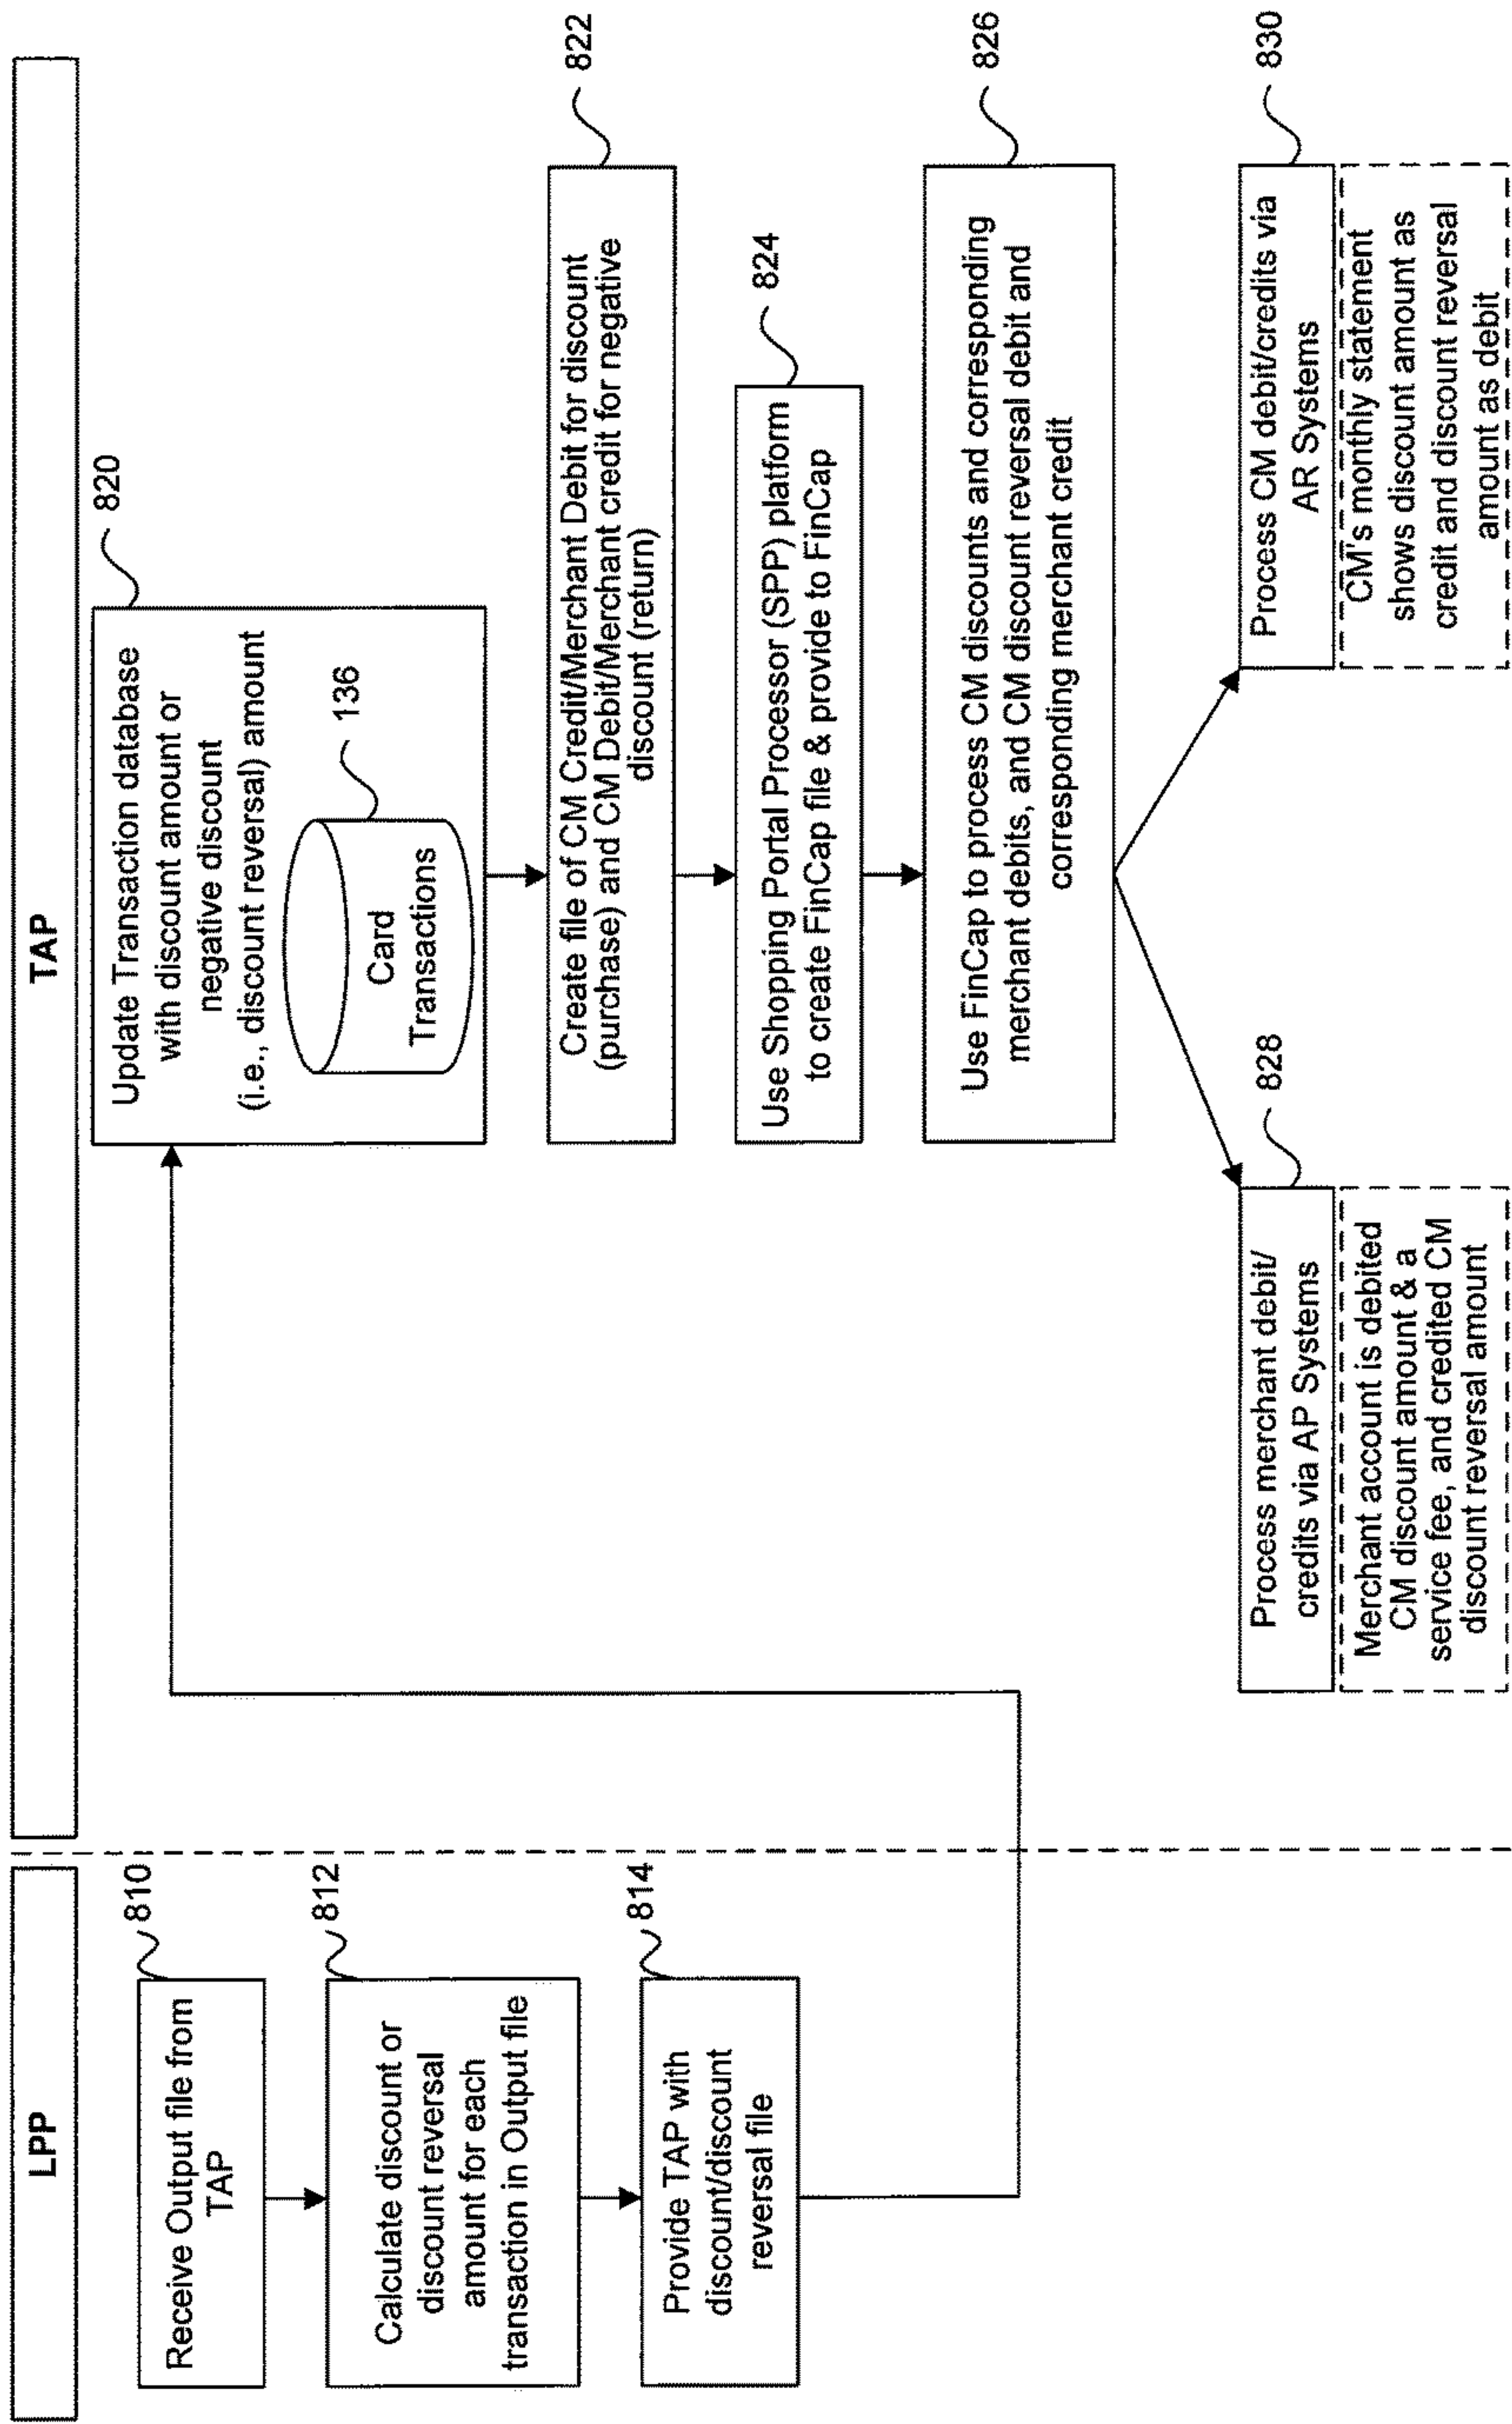 LPP
810
Receive Output file from
TAP
812
Calculate discount or
discount reversal
amount for each
transaction in Output file
814
Provide TAP with
discount/discount
reversal file
TAP
820
Update Transaction database
with discount amount or
negative discount
(i.e., discount reversal) amount
136
Card
Transactions
822
Create file of CM Credit/Merchant Debit for discount
(purchase) and CM Debit/Merchant credit for negative
discount (return)
824
Use Shopping Portal Processor (SPP) platform
to create FinCap file & provide to FinCap
826
Use FinCap to process CM discounts and corresponding
merchant debits, and CM discount reversal debit and
corresponding merchant credit
828
Process merchant debit/
credits via AP Systems
Merchant account is debited
CM discount amount & a
service fee, and credited CM
discount reversal amount
830
Process CM debit/credits via
AR Systems
CM's monthly statement
shows discount amount as
credit and discount reversal
amount as debit